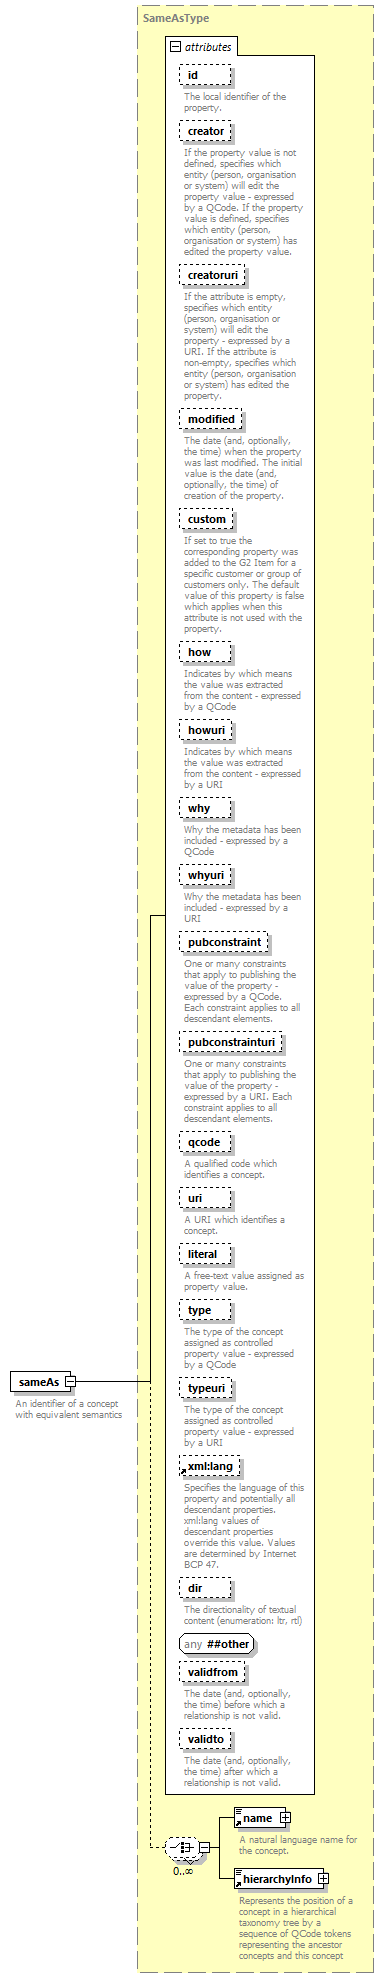 SameAsType
attributes
id
The local identifier of the
property.
creator
If the property value is not
defined, specifies which
entity (person, organisation
or system) will edit the
property value - expressed
by a QCode. If the property
value is defined, specifies
which entity (person,
organisation or system) has
edited the property value.
creatoruri
If the attribute is empty,
specifies which entity
(person, organisation or
system) will edit the
property - expressed by a
URI. If the attribute is
non-empty, specifies which
entity (person, organisation
or system) has edited the
property.
modified
The date (and, optionally,
the time) when the property
was last modified. The initial
value is the date (and,
optionally, the time) of
creation of the property.
custom
If set to true the
corresponding property was
added to the G2 Item for a
specific customer or group of
customers only. The default
value of this property is false
which applies when this
attribute is not used with the
property.
how
Indicates by which means
the value was extracted
from the content - expressed
by a QCode
howuri
Indicates by which means
the value was extracted
from the content - expressed
by a URI
why
Why the metadata has been
included - expressed by a
QCode
whyuri
Why the metadata has been
included - expressed by a
URI
pubconstraint
One or many constraints
that apply to publishing the
value of the property -
expressed by a QCode.
Each constraint applies to all
descendant elements.
pubconstrainturi
One or many constraints
that apply to publishing the
value of the property -
expressed by a URI. Each
constraint applies to all
descendant elements.
qcode
A qualified code which
identifies a concept.
uri
A URI which identifies a
concept.
literal
A free-text value assigned as
property value.
type
The type of the concept
assigned as controlled
property value - expressed
by a QCode
typeuri
The type of the concept
assigned as controlled
property value - expressed
by a URI
xml:lang
Specifies the language of this
property and potentially all
descendant properties.
xml:lang values of
descendant properties
override this value. Values
are determined by Internet
BCP 47.
dir
The directionality of textual
content (enumeration: ltr, rtl)
any ##other
validfrom
The date (and, optionally,
the time) before which a
relationship is not valid.
validto
The date (and, optionally,
the time) after which a
relationship is not valid.
sameAs
An identifier of a concept
with equivalent semantics
0..∞
name
A natural language name for
the concept.
hierarchyInfo
Represents the position of a
concept in a hierarchical
taxonomy tree by a
sequence of QCode tokens
representing the ancestor
concepts and this concept